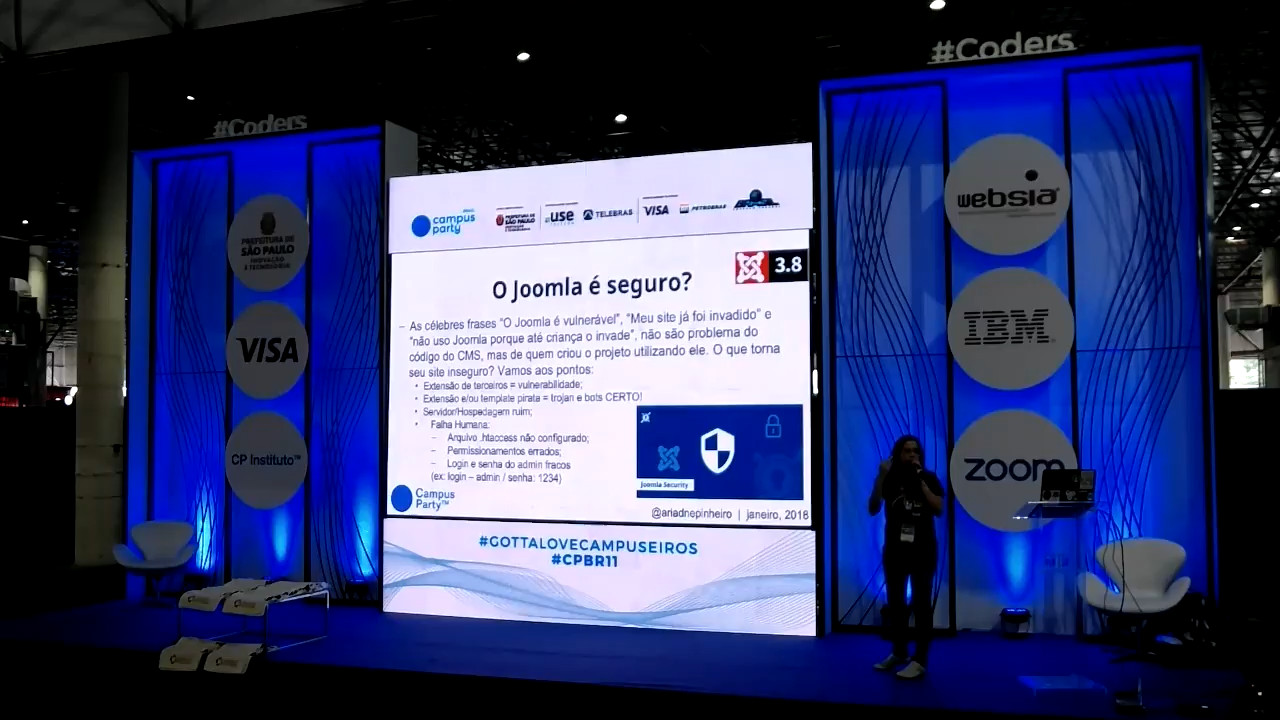 #Coders
#Coders
PREFEITURA DE
SÃO PAULO
INOVAÇÃO
E TECNOLOGIA
VISA
CP Instituto™
campus
party
PREFEITURA DE
SÃO PAULO
use
TELEBRAS
VISA
PETROBRAS
3.8
O Joomla é seguro?
– As célebres frases “O Joomla é vulnerável”, “Meu site já foi invadido” e
“não uso Joomla porque até criança o invade”, não são problema do
código do CMS, mas de quem criou o projeto utilizando ele. O que torna
seu site inseguro? Vamos aos pontos:
• Extensão de terceiros = vulnerabilidade;
• Extensão e/ou template pirata = trojan e bots CERTO!
• Servidor/Hospedagem ruim;
• Falha Humana:
– Arquivo .htaccess não configurado;
– Permissionamentos errados;
– Login e senha do admin fracos
(ex: login – admin / senha: 1234)
Joomla Security
Campus
Party™
@ariadnepinheiro | janeiro, 2018
#GOTTALOVECAMPUSEIROS
#CPBR11
websia
IBM
zoom